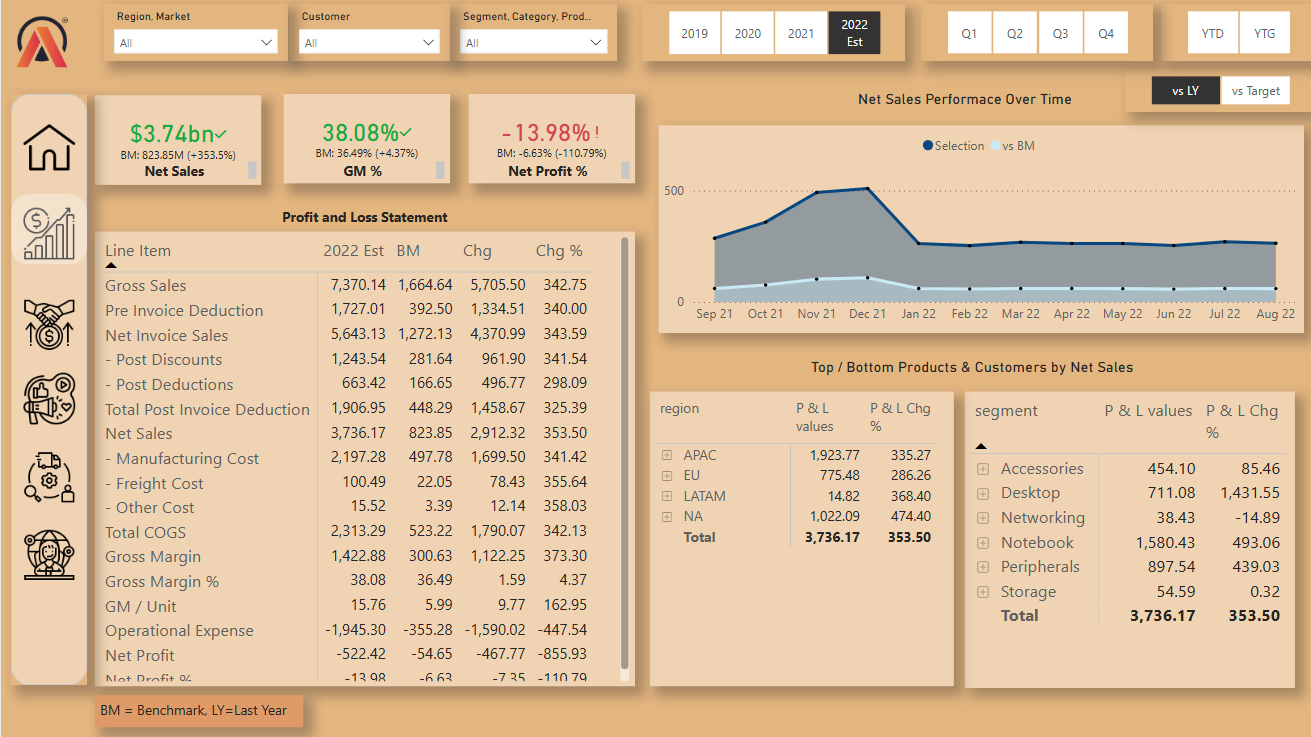 Region, Market
Customer
Segment, Category, Prod...
All
All
All
2019
2020
2021
2022
Est
Q1
Q2
Q3
Q4
YTD
YTG
vs LY
vs Target
$3.74bn
BM: 823.85M (+353.5%)
Net Sales
38.08%
BM: 36.49% (+4.37%)
GM %
-13.98%!
BM: -6.63% (-110.79%)
Net Profit %
Net Sales Performace Over Time
Selection
vs BM
500
0
Sep 21 Oct 21 Nov 21 Dec 21 Jan 22 Feb 22 Mar 22 Apr 22 May 22 Jun 22 Jul 22 Aug 22
Profit and Loss Statement
Line Item 2022 Est BM Chg Chg %
Gross Sales 7,370.14 1,664.64 5,705.50 342.75
Pre Invoice Deduction 1,727.01 392.50 1,334.51 340.00
Net Invoice Sales 5,643.13 1,272.13 4,370.99 343.59
- Post Discounts 1,243.54 281.64 961.90 341.54
- Post Deductions 663.42 166.65 496.77 298.09
Total Post Invoice Deduction 1,906.95 448.29 1,458.67 325.39
Net Sales 3,736.17 823.85 2,912.32 353.50
- Manufacturing Cost 2,197.28 497.78 1,699.50 341.42
- Freight Cost 100.49 22.05 78.43 355.64
- Other Cost 15.52 3.39 12.14 358.03
Total COGS 2,313.29 523.22 1,790.07 342.13
Gross Margin 1,422.88 300.63 1,122.25 373.30
Gross Margin % 38.08 36.49 1.59 4.37
GM / Unit 15.76 5.99 9.77 162.95
Operational Expense -1,945.30 -355.28 -1,590.02 -447.54
Net Profit -522.42 -54.65 -467.77 -855.93
Net Profit % -13.98 -6.63 -7.35 -110.79
BM = Benchmark, LY=Last Year
Top / Bottom Products & Customers by Net Sales
region P & L values P & L Chg %
APAC 1,923.77 335.27
EU 775.48 286.26
LATAM 14.82 368.40
NA 1,022.09 474.40
Total 3,736.17 353.50
segment P & L values P & L Chg %
Accessories 454.10 85.46
Desktop 711.08 1,431.55
Networking 38.43 -14.89
Notebook 1,580.43 493.06
Peripherals 897.54 439.03
Storage 54.59 0.32
Total 3,736.17 353.50